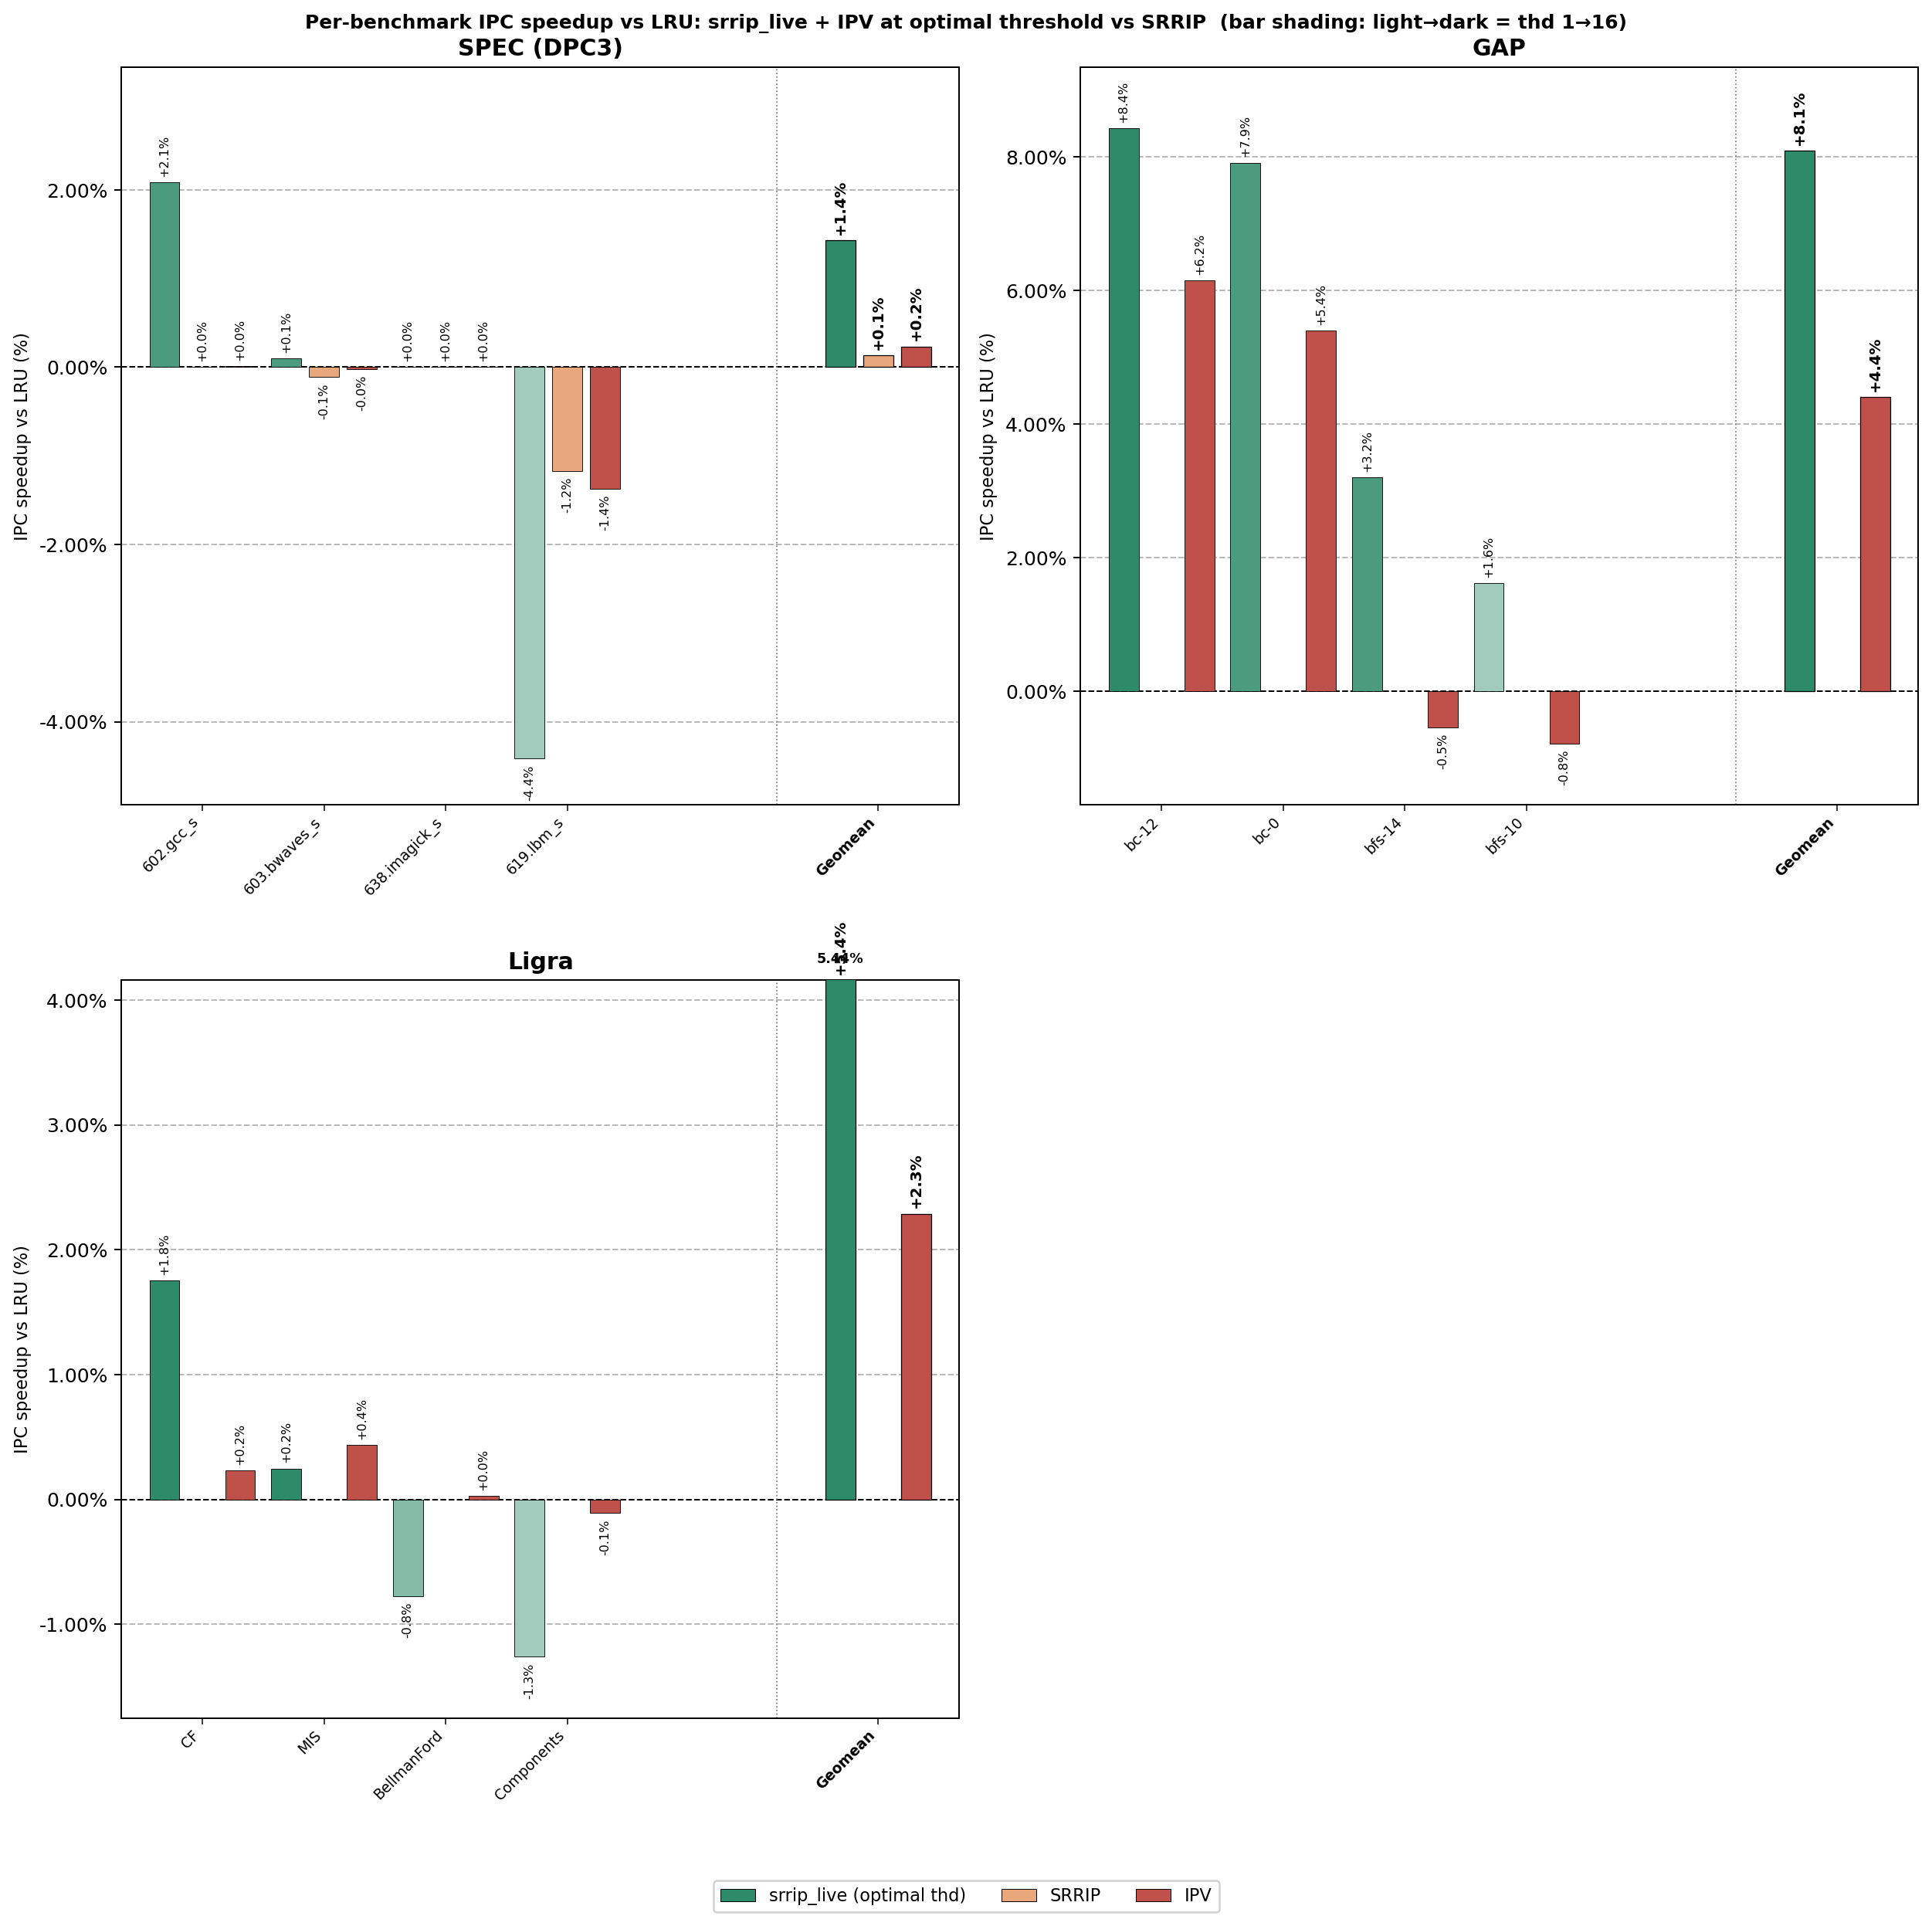 Per-benchmark IPC speedup vs LRU: srrip_live + IPV at optimal threshold vs SRRIP (bar shading: light→dark = thd 1→16)
SPEC (DPC3)
IPC speedup vs LRU (%)
2.00%
0.00%
-2.00%
-4.00%
+2.1%
+0.0%
+0.0%
+0.1%
-0.1%
-0.0%
+0.0%
+0.0%
+0.0%
-4.4%
-1.2%
-1.4%
+1.4%
+0.1%
+0.2%
602.gcc_s
603.bwaves_s
638.imagick_s
619.lbm_s
Geomean
GAP
IPC speedup vs LRU (%)
8.00%
6.00%
4.00%
2.00%
0.00%
+8.4%
+6.2%
+7.9%
+5.4%
+3.2%
-0.5%
+1.6%
-0.8%
+8.1%
+4.4%
bc-12
bc-0
bfs-14
bfs-10
Geomean
Ligra
IPC speedup vs LRU (%)
4.00%
3.00%
2.00%
1.00%
0.00%
-1.00%
+1.8%
+0.2%
+0.2%
+0.4%
-0.8%
+0.0%
-1.3%
-0.1%
5.44%
+5.4%
+2.3%
CF
MIS
BellmanFord
Components
Geomean
srrip_live (optimal thd)
SRRIP
IPV